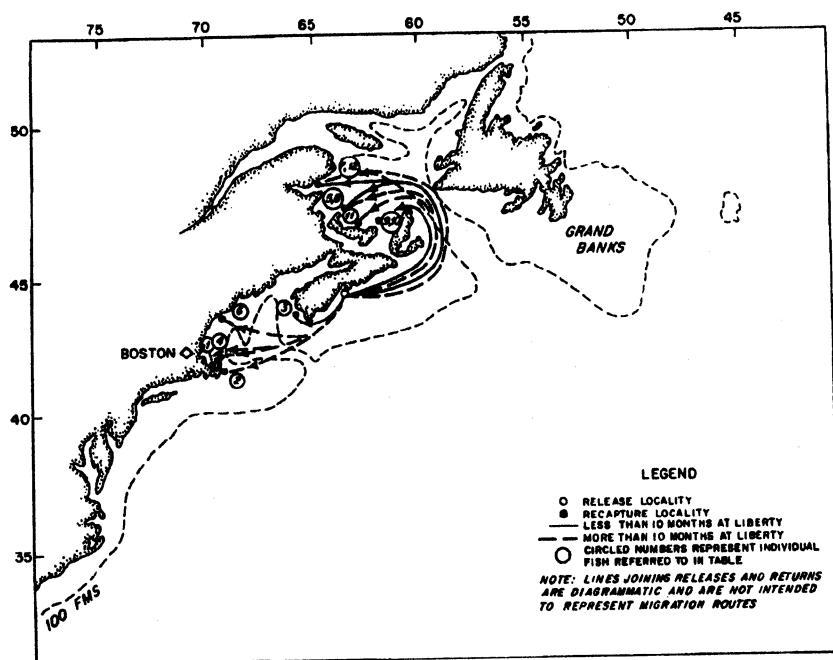 75 70 65 60 55 50 45
50
45
40
35
GRAND
BANKS
11
BOSTON
100 FMS
LEGEND
RELEASE LOCALITY
RECAPTURE LOCALITY
LESS THAN 10 MONTHS AT LIBERTY
MORE THAN 10 MONTHS AT LIBERTY
CIRCLED NUMBERS REPRESENT INDIVIDUAL
FISH REFERRED TO IN TABLE
NOTE: LINES JOINING RELEASES AND RETURNS
ARE DIAGRAMMATIC AND ARE NOT INTENDED
TO REPRESENT MIGRATION ROUTES